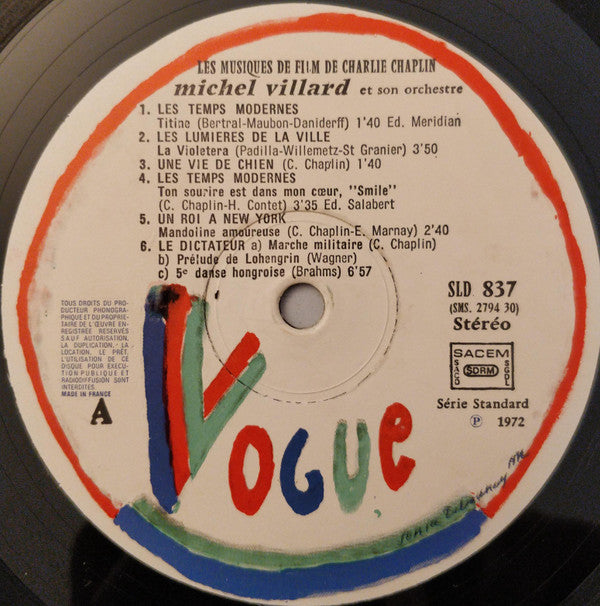 LES MUSIQUES DE FILM DE CHARLIE CHAPLIN
michel villard et son orchestre
1. LES TEMPS MODERNES
Titine (Bertral-Maubon-Daniderff) 1'40 Ed. Meridian
2. LES LUMIERES DE LA VILLE
La Violetera (Padilla-Willemetz-St Granier) 3'50
3. UNE VIE DE CHIEN (C. Chaplin) 1'40
4. LES TEMPS MODERNES
Ton sourire est dans mon cœur, "Smile"
(C. Chaplin-H. Contet) 3'35 Ed. Salabert
5. UN ROI A NEW YORK
Mandoline amoureuse (C. Chaplin-E. Marnay) 2'40
6. LE DICTATEUR a) Marche militaire (C. Chaplin)
b) Prélude de Lohengrin (Wagner)
c) 5e danse hongroise (Brahms) 6'57
SLD 837
(SMS. 2794 30)
Stéréo
TOUS DROITS DU PRO-
DUCTEUR PHONOGRA-
PHIQUE ET DU PROPRIE-
TAIRE DE L'ŒUVRE EN-
REGISTREE RESERVES
SAUF AUTORISATION,
LA DUPLICATION, LA
LOCATION, LE PRÊT,
L'UTILISATION DE CE
DISQUE POUR EXECU-
TION PUBLIQUE ET
RADIODIFFUSION SONT
INTERDITES.
MADE IN FRANCE
A
SACEM
SACD SDRM SGDL
Série Standard
℗ 1972
VOGUE